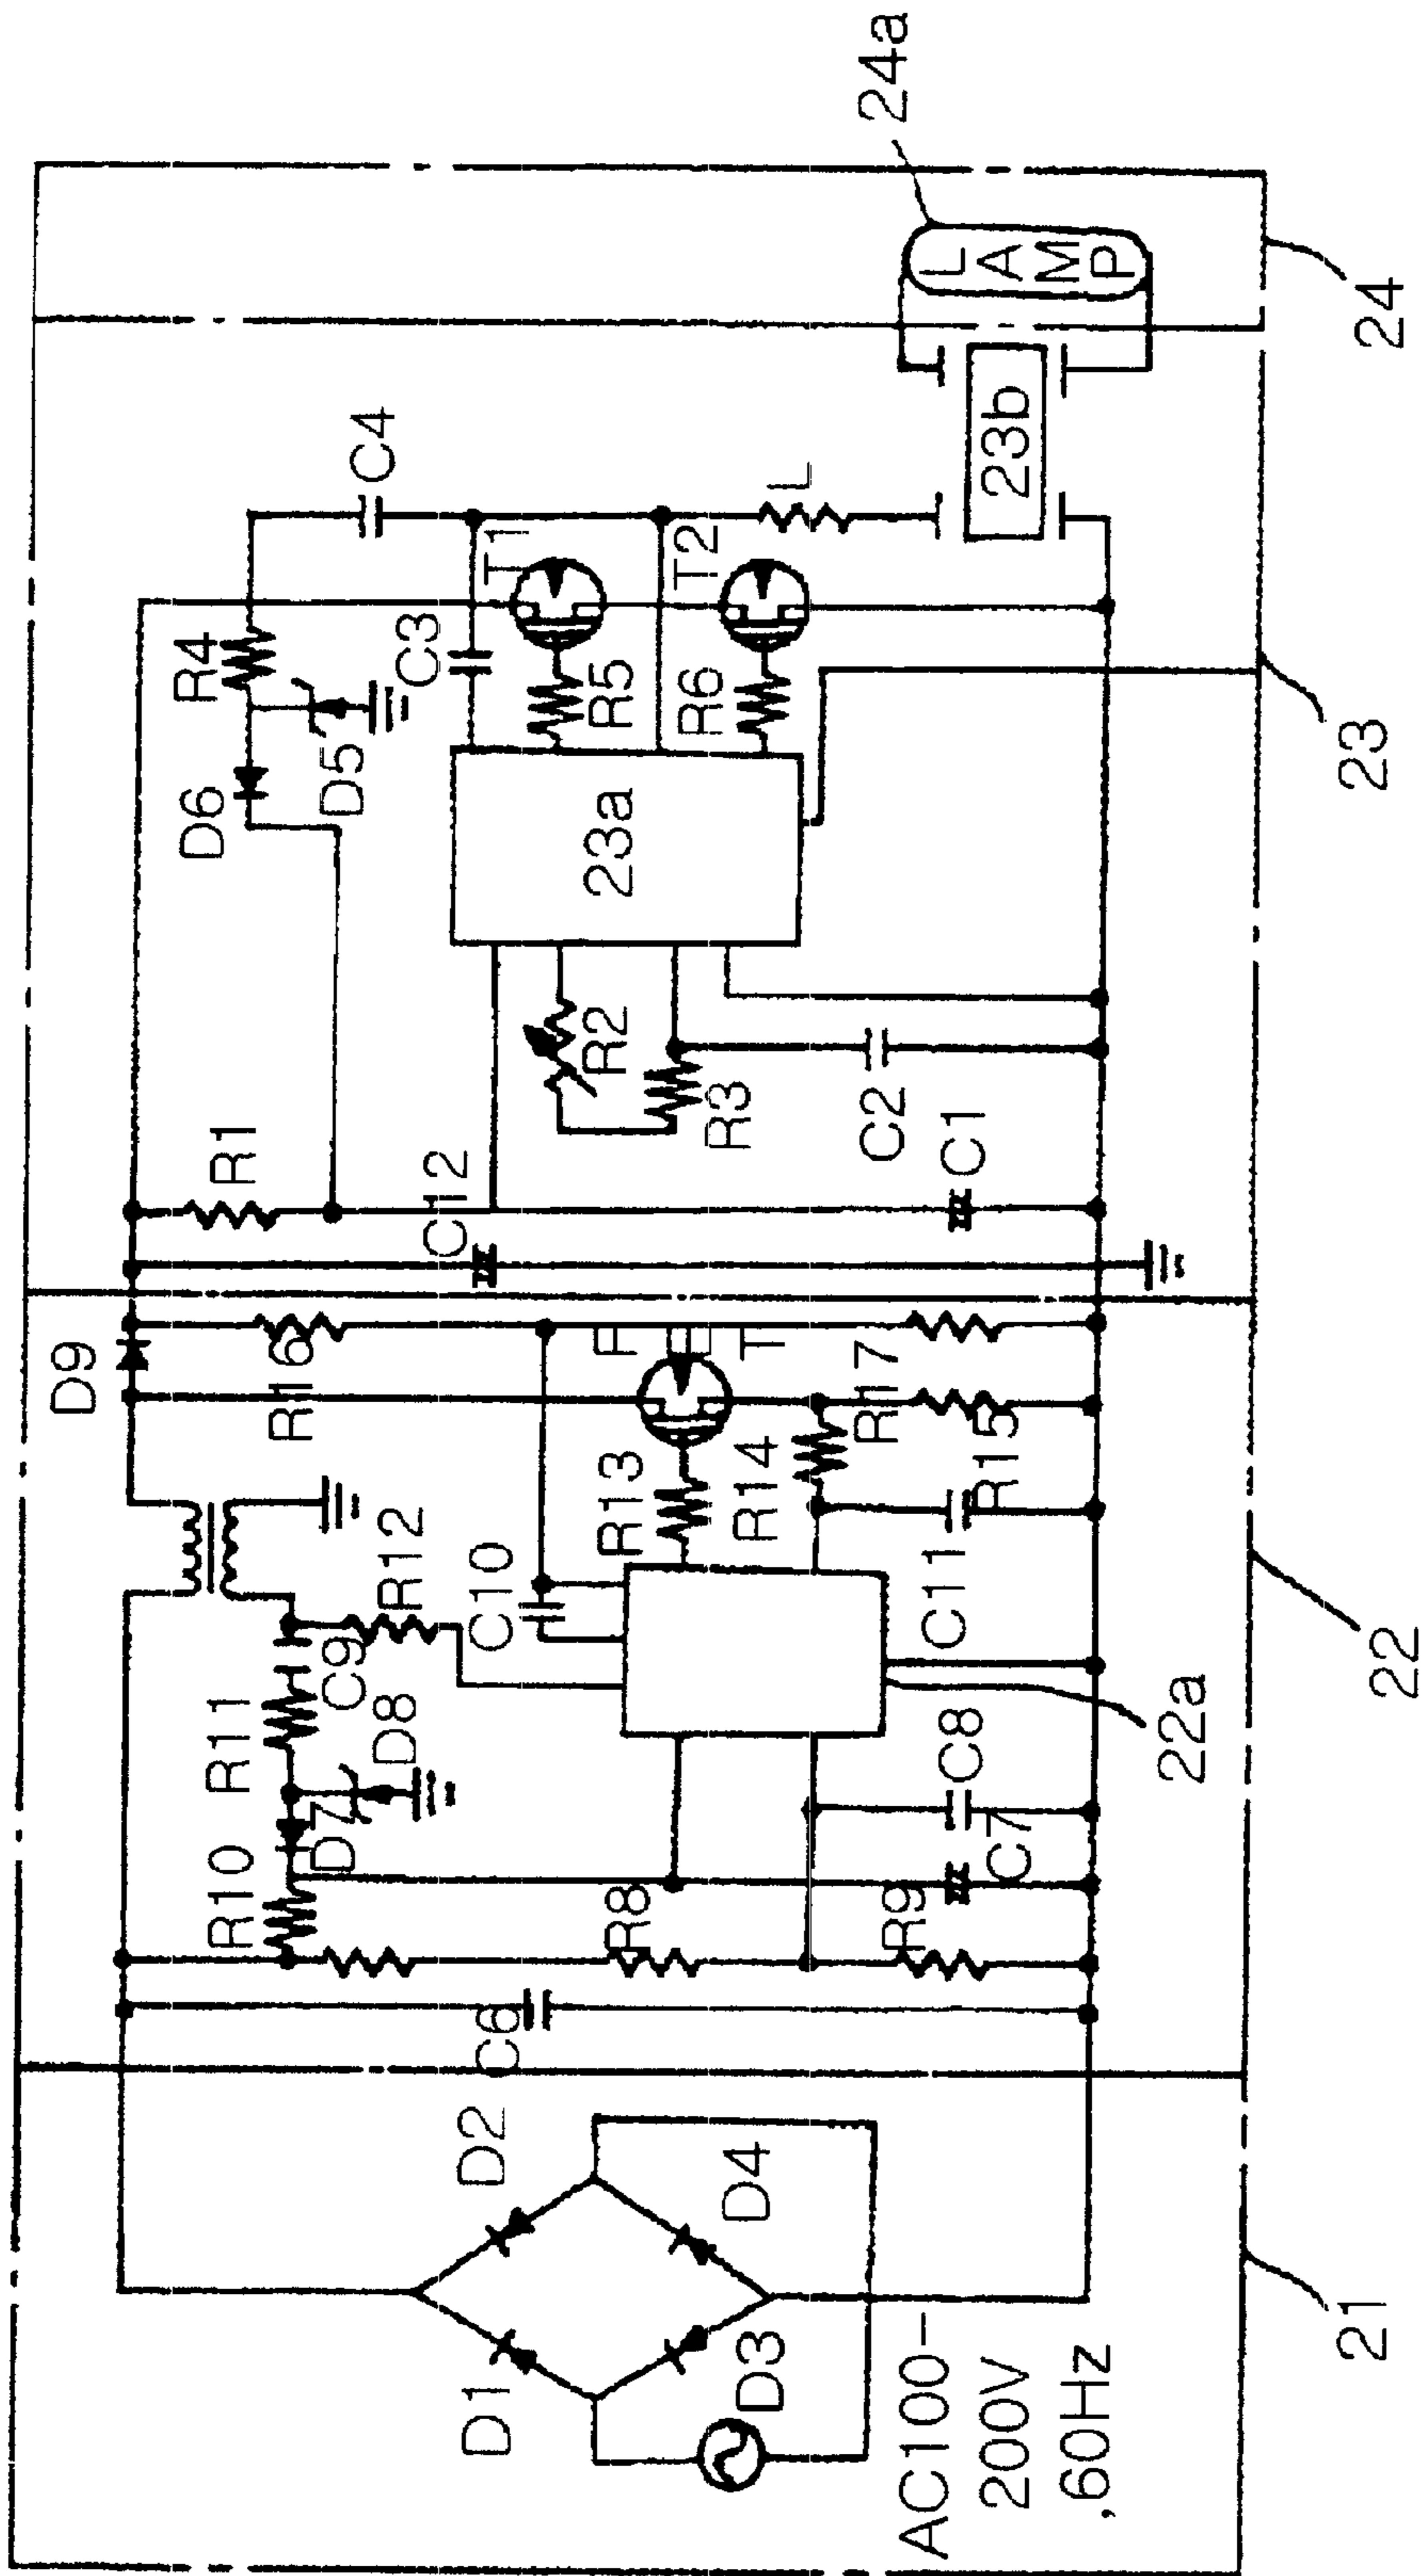 24a
LAMP
24
C4
L
23b
T1
T2
R4
C3
R5
R6
D5
D6
23a
23
R2
R3
C2
C1
R1
C12
D9
R16
F
E
T
R17
R15
R13
R14
R12
C10
C11
C9
R11
D8
D7
22a
22
C8
C7
R10
R8
R9
C6
D2
D4
D1
D3
AC100-
200V
,60Hz
21